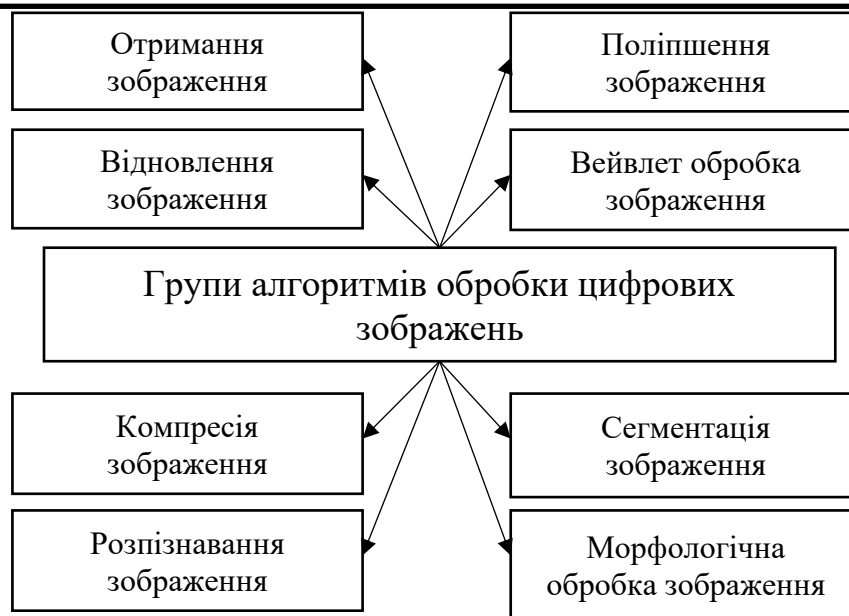 Отримання
зображення
Поліпшення
зображення
Відновлення
зображення
Вейвлет обробка
зображення
Групи алгоритмів обробки цифрових
зображень
Компресія
зображення
Сегментація
зображення
Розпізнавання
зображення
Морфологічна
обробка зображення